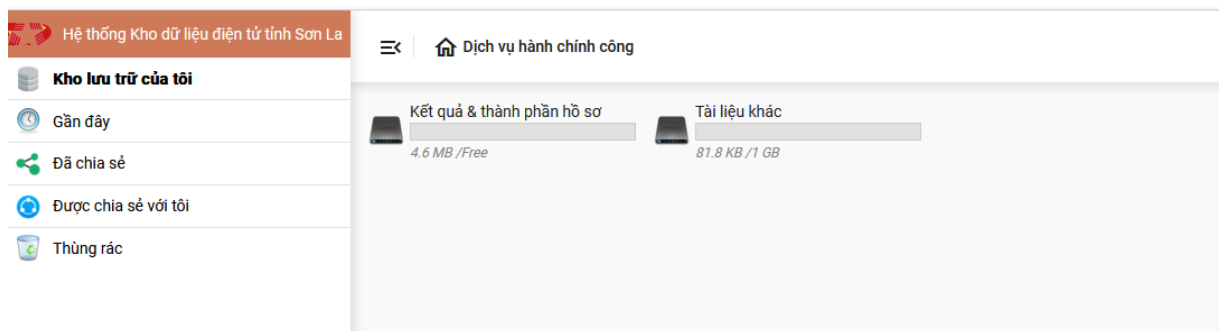 Hệ thống Kho dữ liệu điện tử tỉnh Sơn La
Kho lưu trữ của tôi
Gần đây
Đã chia sẻ
Được chia sẻ với tôi
Thùng rác
Dịch vụ hành chính công
Kết quả & thành phần hồ sơ
4.6 MB /Free
Tài liệu khác
81.8 KB /1 GB